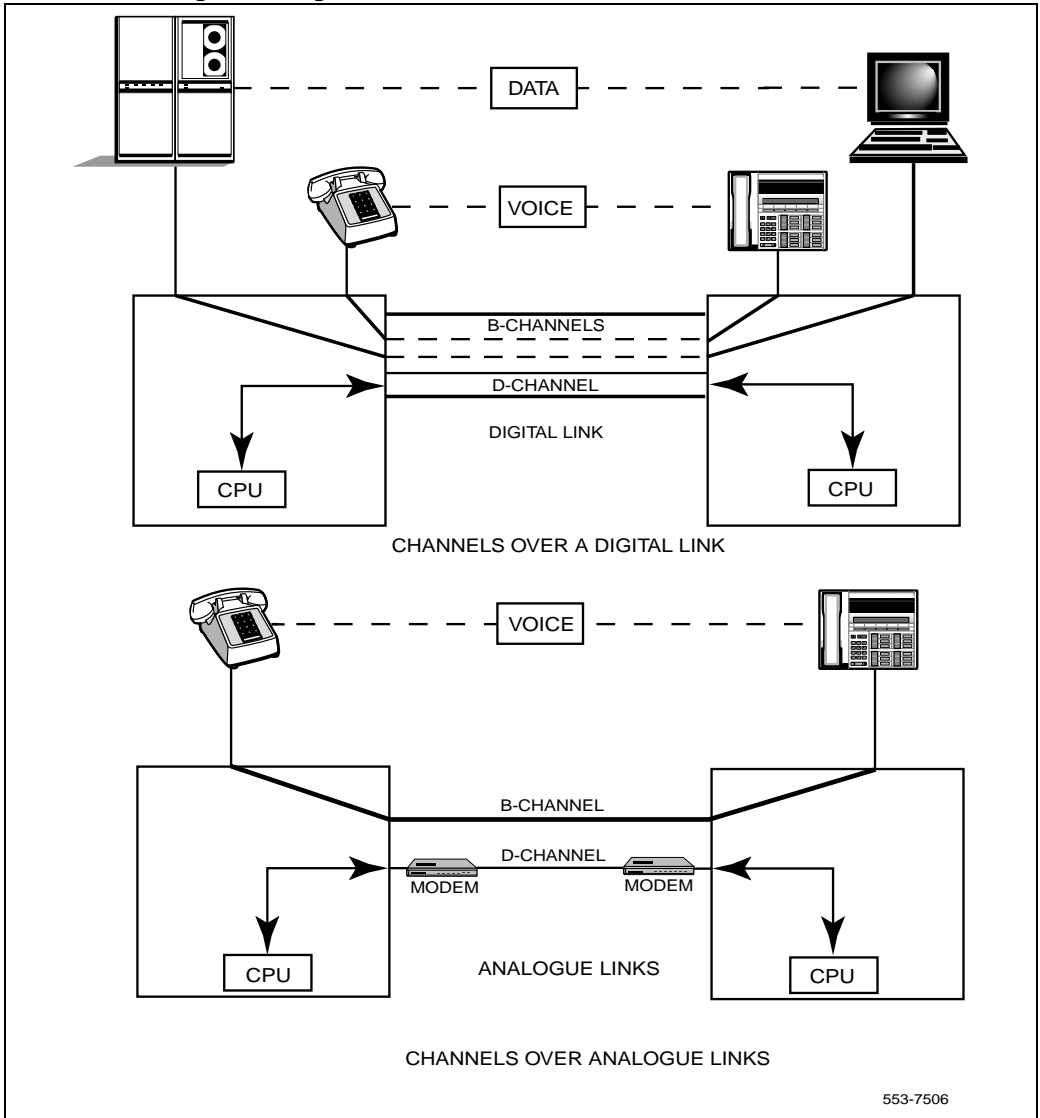 DATA
VOICE
B-CHANNELS
D-CHANNEL
DIGITAL LINK
CPU
CPU
CHANNELS OVER A DIGITAL LINK
VOICE
B-CHANNEL
D-CHANNEL
MODEM
MODEM
CPU
ANALOGUE LINKS
CPU
CHANNELS OVER ANALOGUE LINKS
553-7506